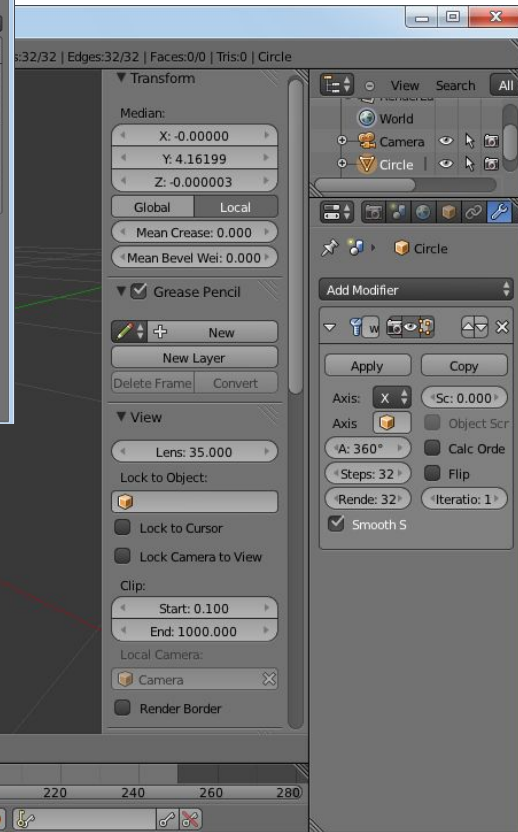 s:32/32 | Edges:32/32 | Faces:0/0 | Tris:0 | Circle
Transform
Median:
X: -0.00000
Y: 4.16199
Z: -0.000003
Global Local
Mean Crease: 0.000
Mean Bevel Wei: 0.000
Grease Pencil
New
New Layer
Delete Frame Convert
View
Lens: 35.000
Lock to Object:
Lock to Cursor
Lock Camera to View
Clip:
Start: 0.100
End: 1000.000
Local Camera:
Camera
Render Border
220 240 260 280
View Search All
World
Camera
Circle
Circle
Add Modifier
w
Apply Copy
Axis: X Sc: 0.000
Axis Object Scr
A: 360° Calc Orde
Steps: 32 Flip
Rende: 32 Iteratio: 1
Smooth S